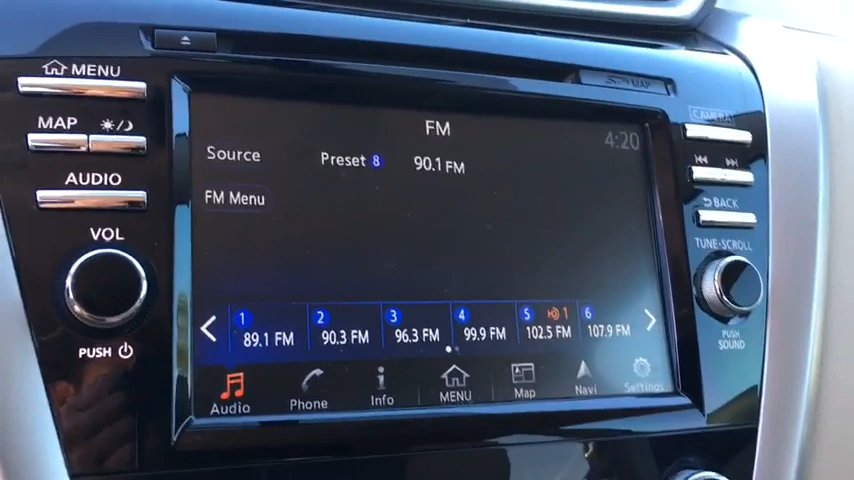 MENU
MAP
AUDIO
VOL
PUSH
FM
4:20
Source
Preset 8 90.1 FM
FM Menu
1 89.1 FM
2 90.3 FM
3 96.3 FM
4 99.9 FM
5 1 102.5 FM
6 107.9 FM
Audio
Phone
Info
MENU
Map
Navi
Settings
MAP
CAMERA
BACK
TUNE·SCROLL
PUSH
SOUND